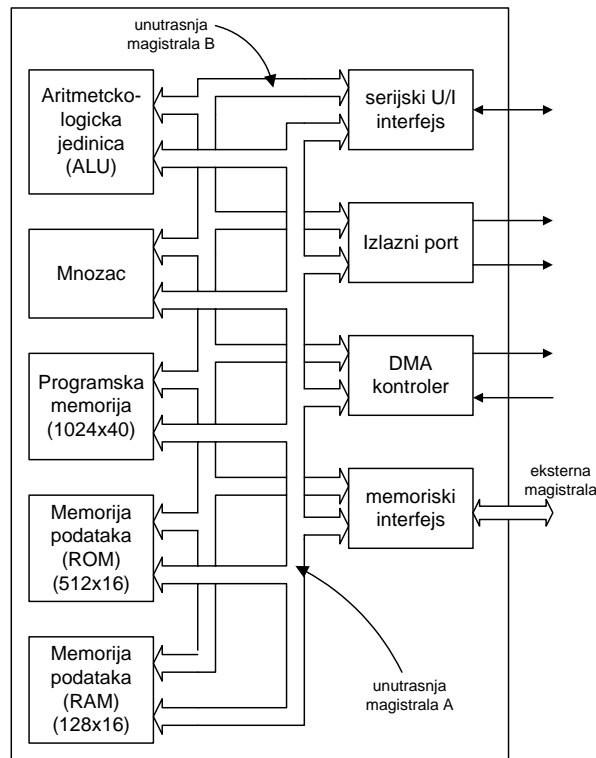 unutrasnja
magistrala B
Aritmetcko-
logicka
jedinica
(ALU)
serijski U/I
interfejs
Mnozac
Izlazni port
Programska
memorija
(1024x40)
DMA
kontroler
Memorija
podataka
(ROM)
(512x16)
memoriski
interfejs
eksterna
magistrala
Memorija
podataka
(RAM)
(128x16)
unutrasnja
magistrala A